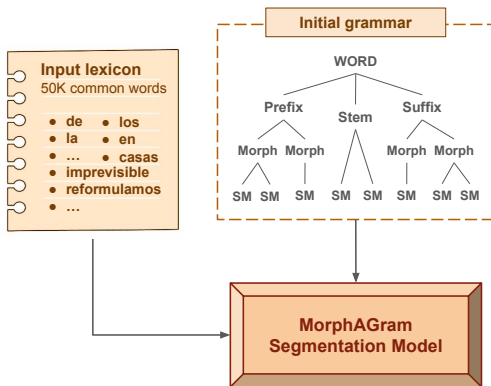 Initial grammar
Input lexicon
50K common words
de
los
la
en
...
casas
imprevisible
reformulamos
...
WORD
Prefix
Stem
Suffix
Morph Morph Morph Morph
SM SM SM SM SM SM SM SM
MorphAGram
Segmentation Model